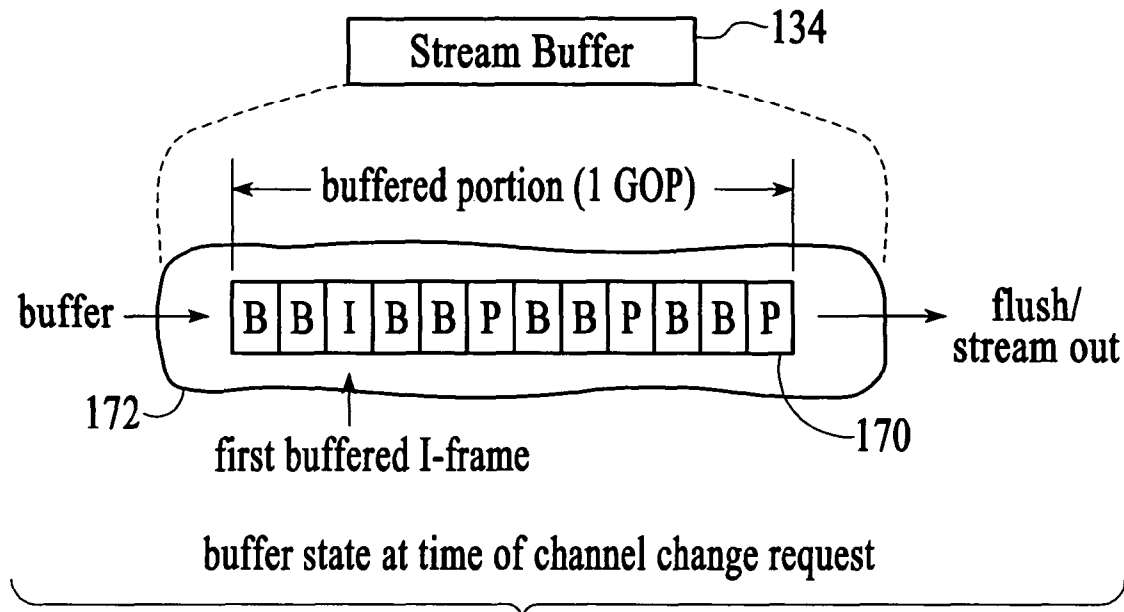 Stream Buffer
134
buffered portion (1 GOP)
buffer
B B I B B P B B P B B P
flush/
stream out
172
170
first buffered I-frame
buffer state at time of channel change request